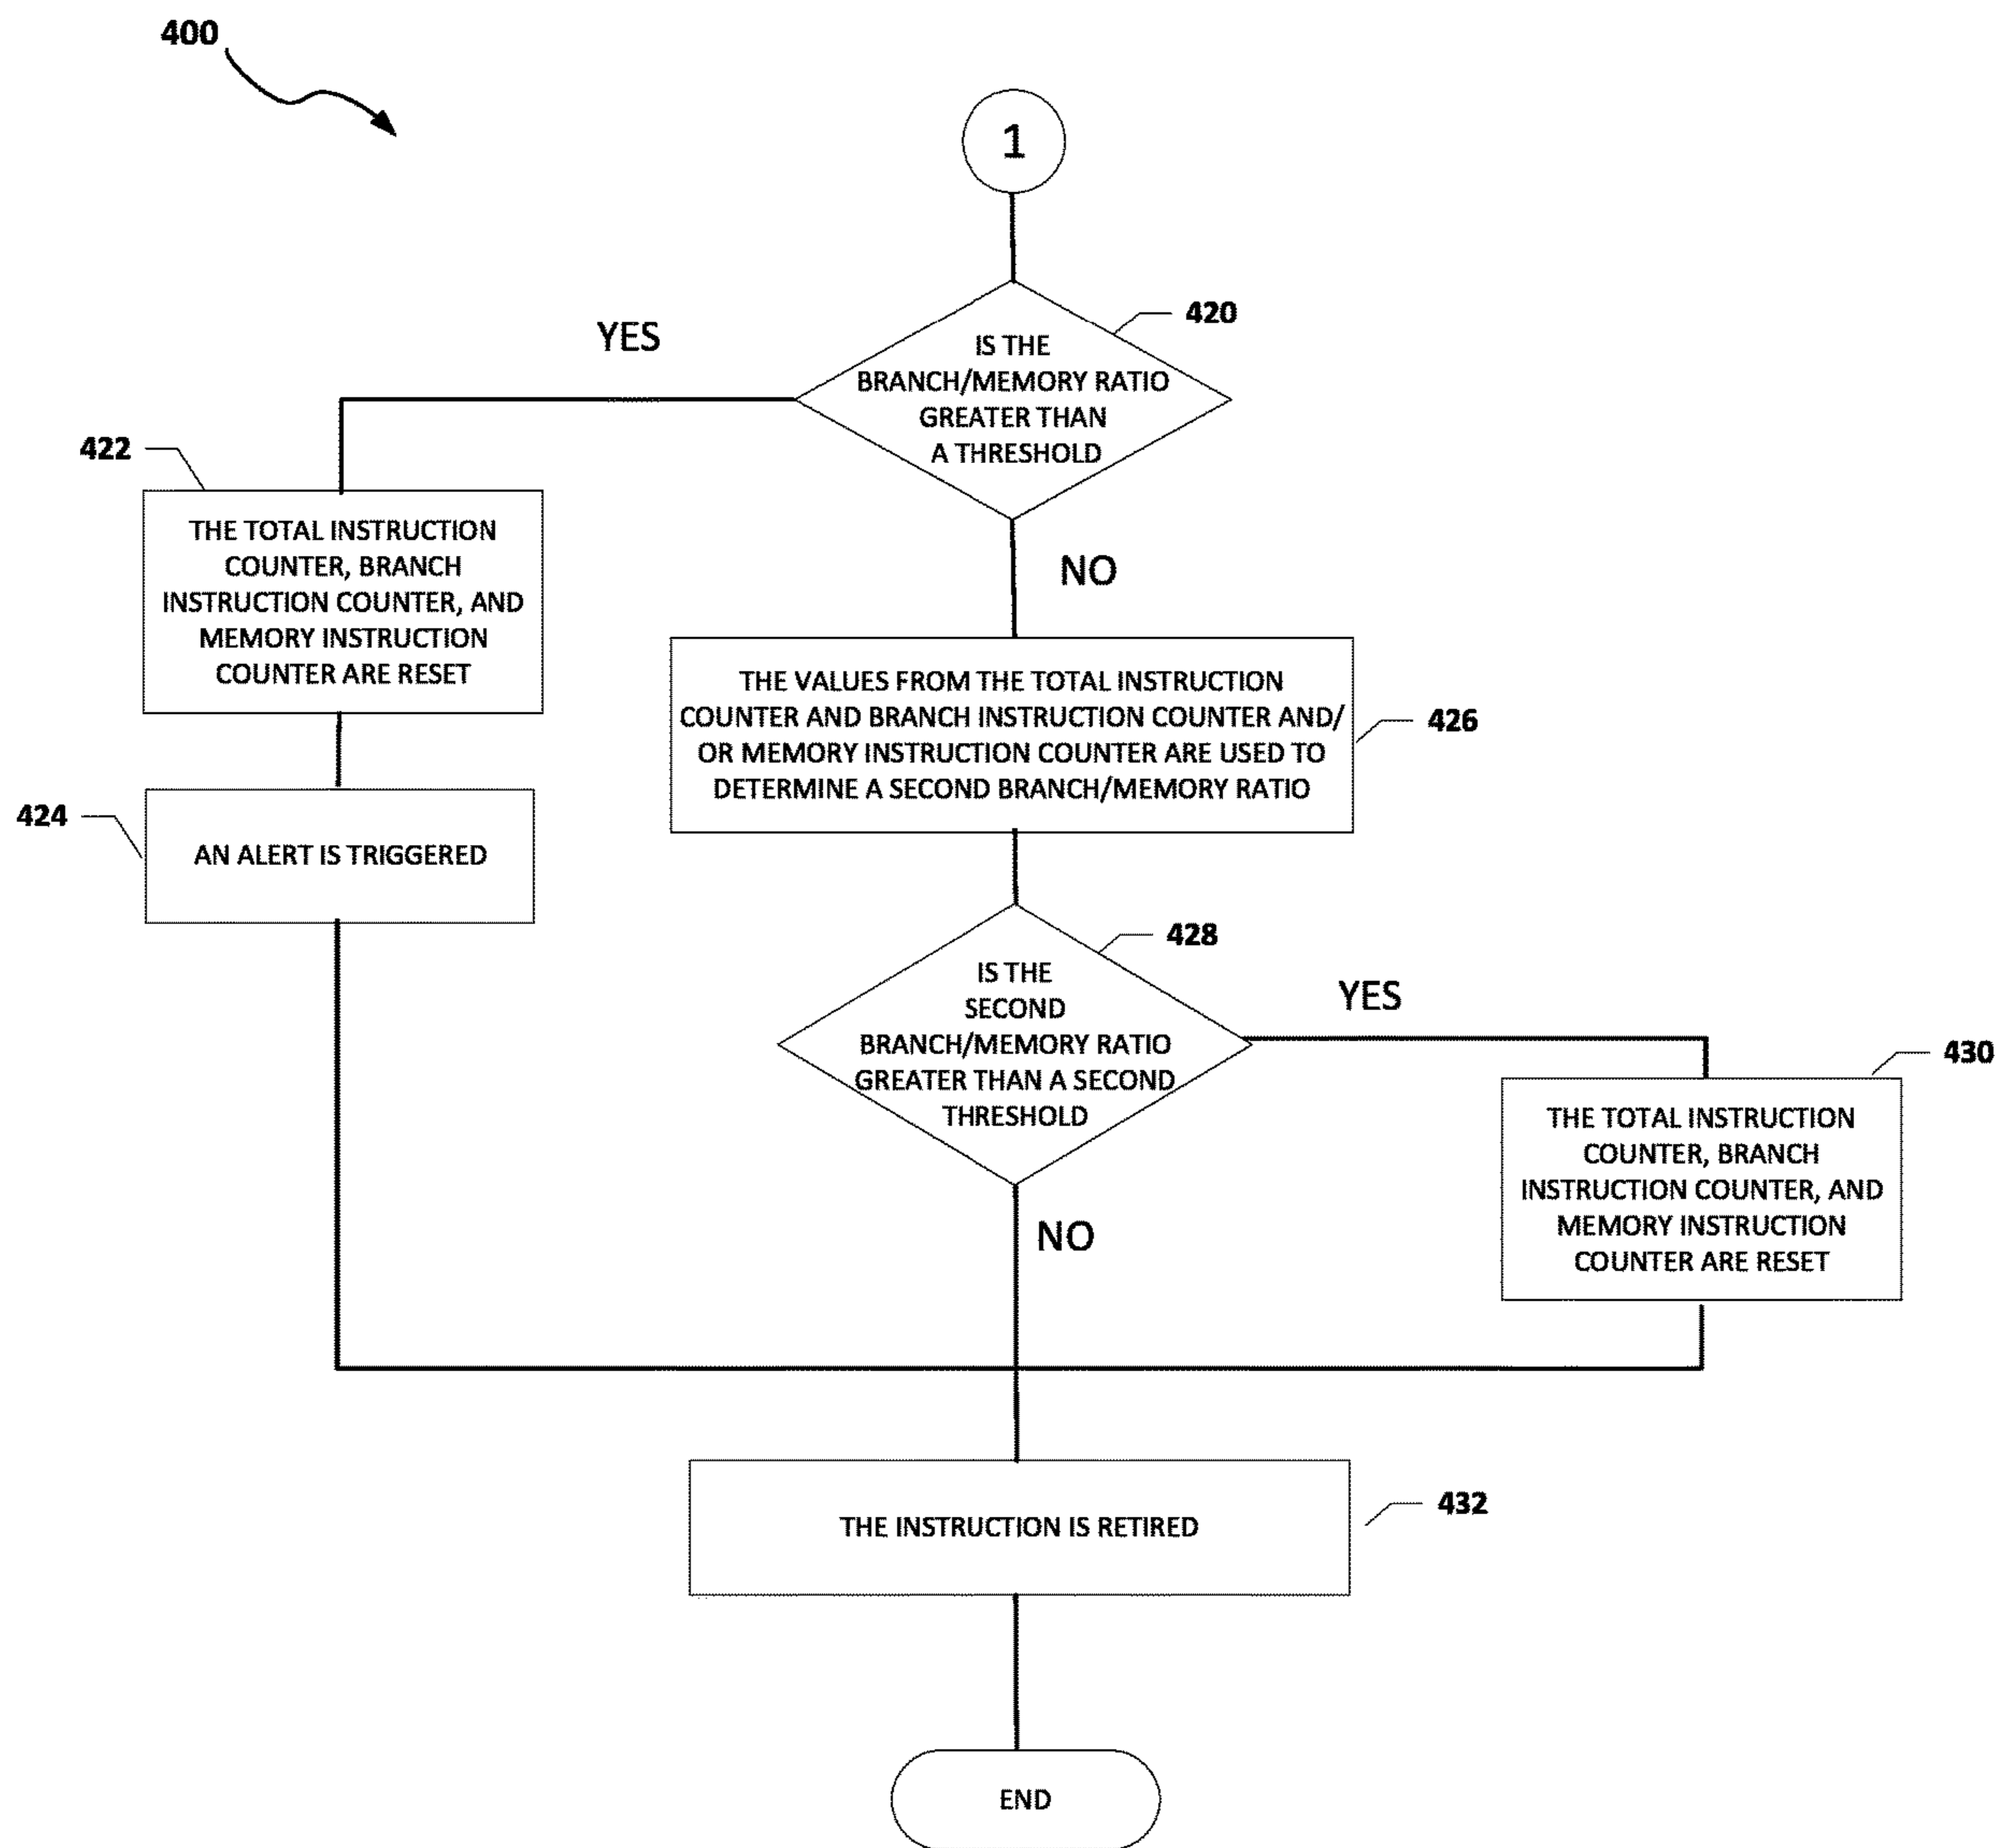 400
1
420
YES
IS THE
BRANCH/MEMORY RATIO
GREATER THAN
A THRESHOLD
422
THE TOTAL INSTRUCTION
COUNTER, BRANCH
INSTRUCTION COUNTER, AND
MEMORY INSTRUCTION
COUNTER ARE RESET
NO
THE VALUES FROM THE TOTAL INSTRUCTION
COUNTER AND BRANCH INSTRUCTION COUNTER AND/
OR MEMORY INSTRUCTION COUNTER ARE USED TO
DETERMINE A SECOND BRANCH/MEMORY RATIO
426
424
AN ALERT IS TRIGGERED
428
IS THE
SECOND
BRANCH/MEMORY RATIO
GREATER THAN A SECOND
THRESHOLD
YES
430
THE TOTAL INSTRUCTION
COUNTER, BRANCH
INSTRUCTION COUNTER, AND
MEMORY INSTRUCTION
COUNTER ARE RESET
NO
THE INSTRUCTION IS RETIRED
432
END